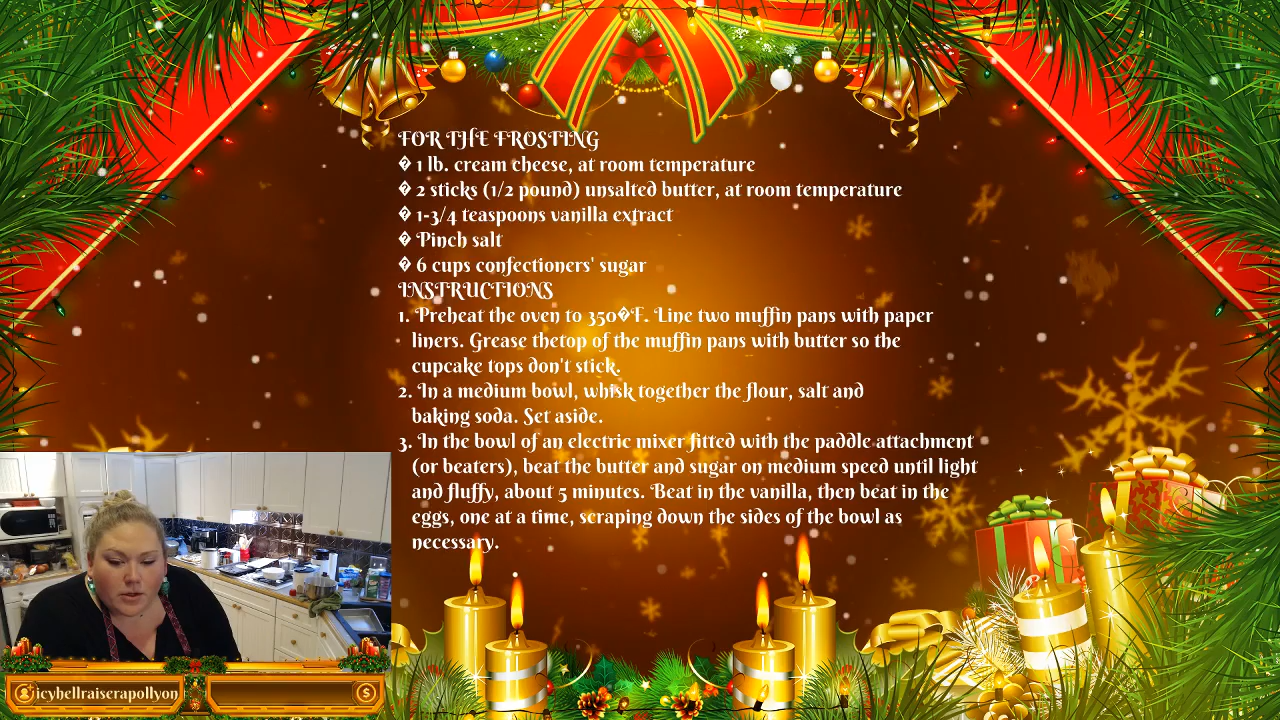 FOR THE FROSTING
� 1 lb. cream cheese, at room temperature
� 2 sticks (1/2 pound) unsalted butter, at room temperature
� 1-3/4 teaspoons vanilla extract
� Pinch salt
� 6 cups confectioners' sugar
INSTRUCTIONS
1. Preheat the oven to 350�F. Line two muffin pans with paper
liners. Grease thetop of the muffin pans with butter so the
cupcake tops don't stick.
2. In a medium bowl, whisk together the flour, salt and
baking soda. Set aside.
3. In the bowl of an electric mixer fitted with the paddle attachment
(or beaters), beat the butter and sugar on medium speed until light
and fluffy, about 5 minutes. Beat in the vanilla, then beat in the
eggs, one at a time, scraping down the sides of the bowl as
necessary.
icyhellraiserapollyon
$